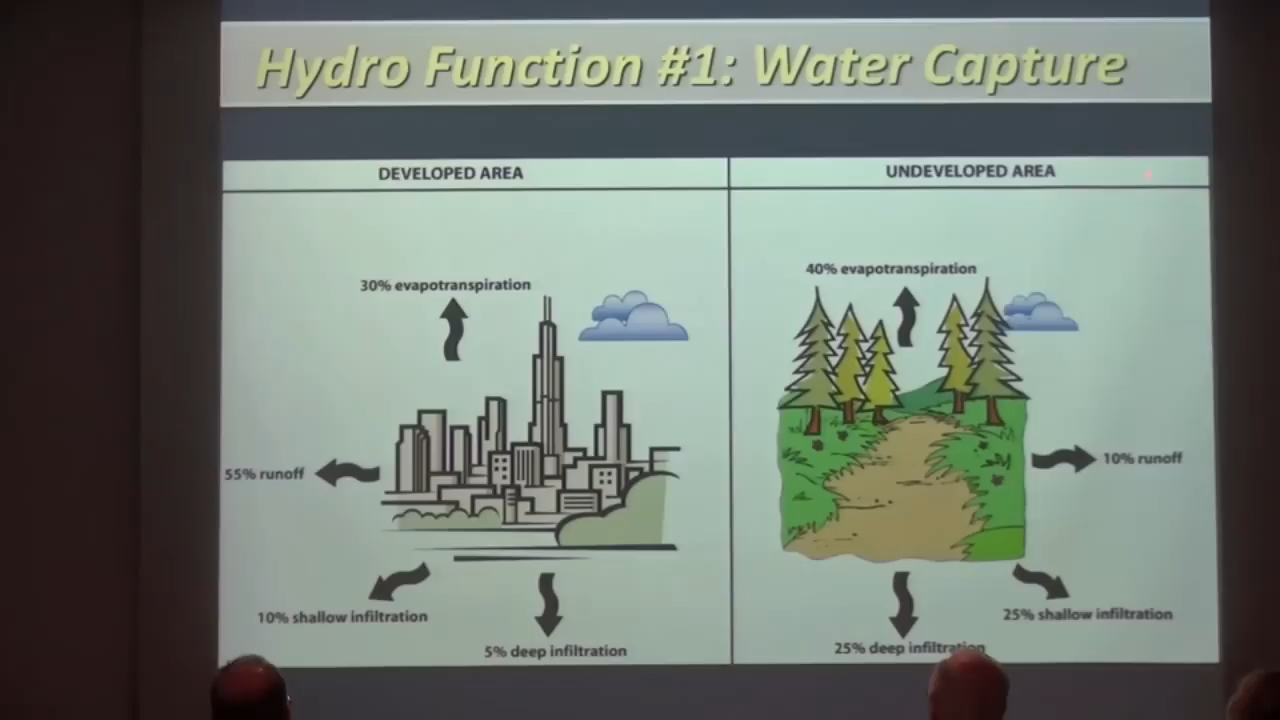 Hydro Function #1: Water Capture
DEVELOPED AREA
30% evapotranspiration
55% runoff
10% shallow infiltration
5% deep infiltration
UNDEVELOPED AREA
40% evapotranspiration
10% runoff
25% shallow infiltration
25% deep infiltration